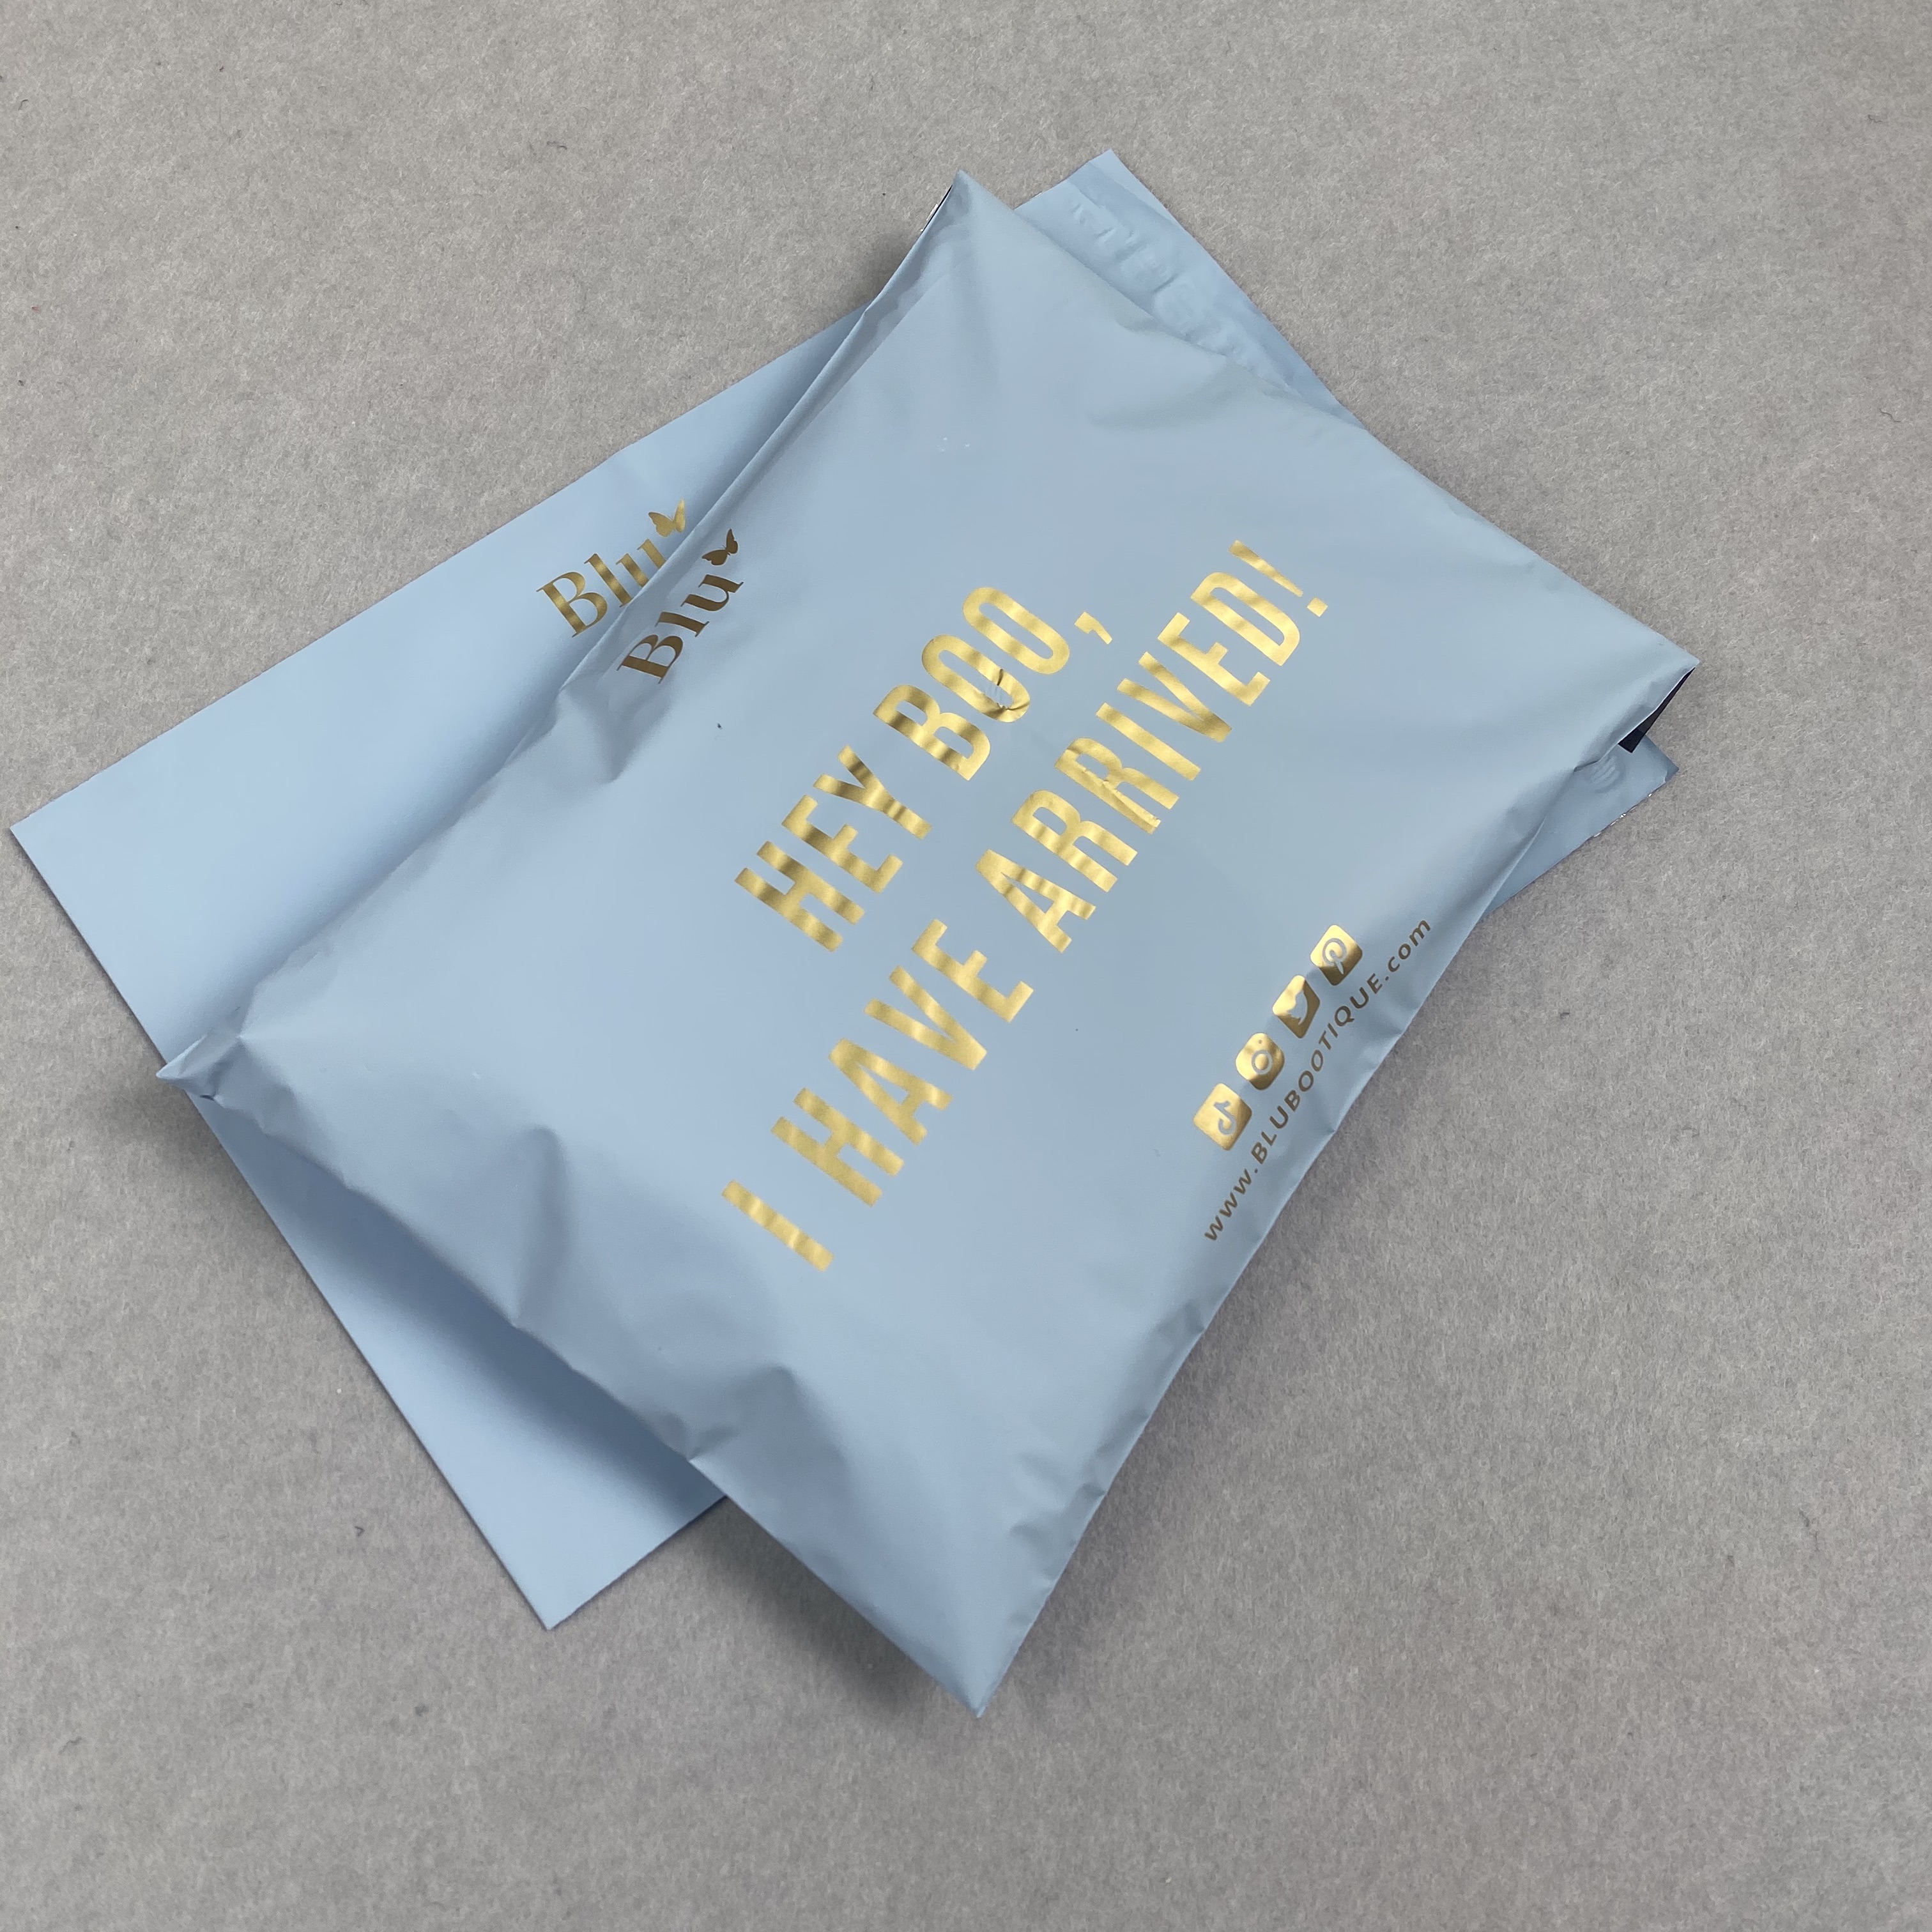 Blu
Blu
HEY BOO,
I HAVE ARRIVED!
www.BLUBOOTIQUE.com